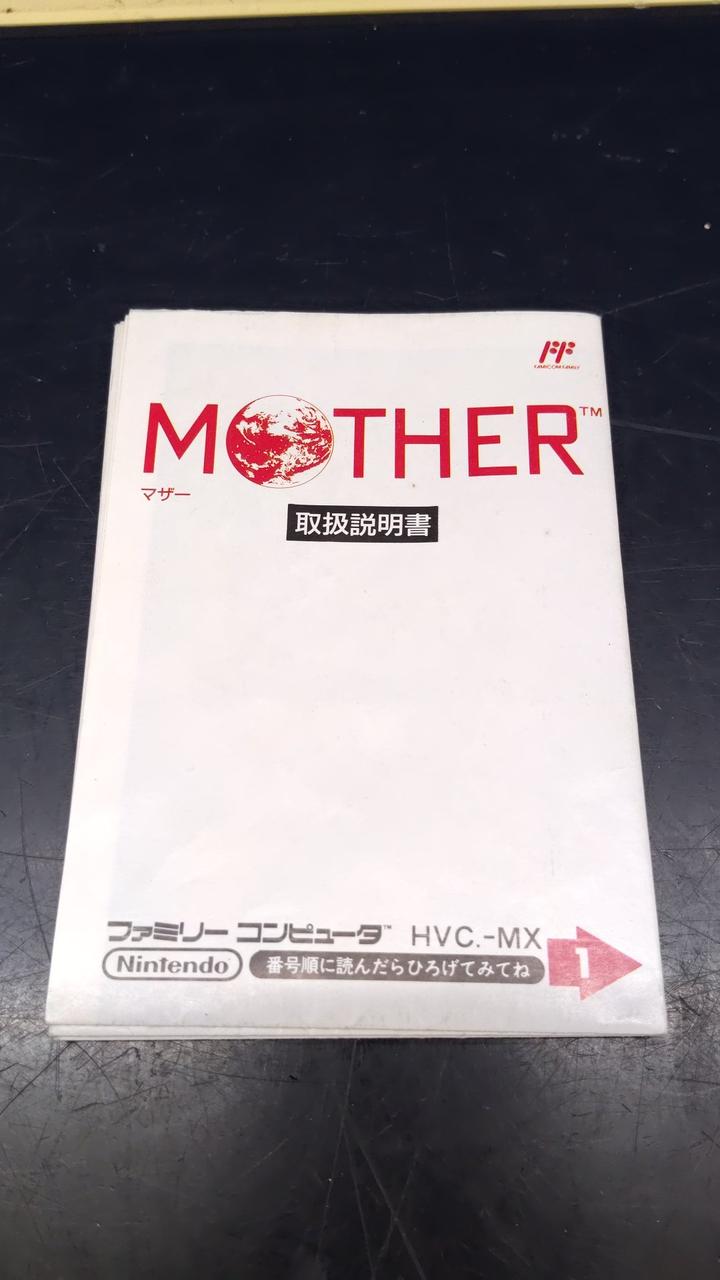 FF
FAMICOM FAMILY
MOTHER™
マザー
取扱説明書
ファミリー コンピュータ™ HVC.-MX
Nintendo 番号順に読んだらひろげてみてね 1